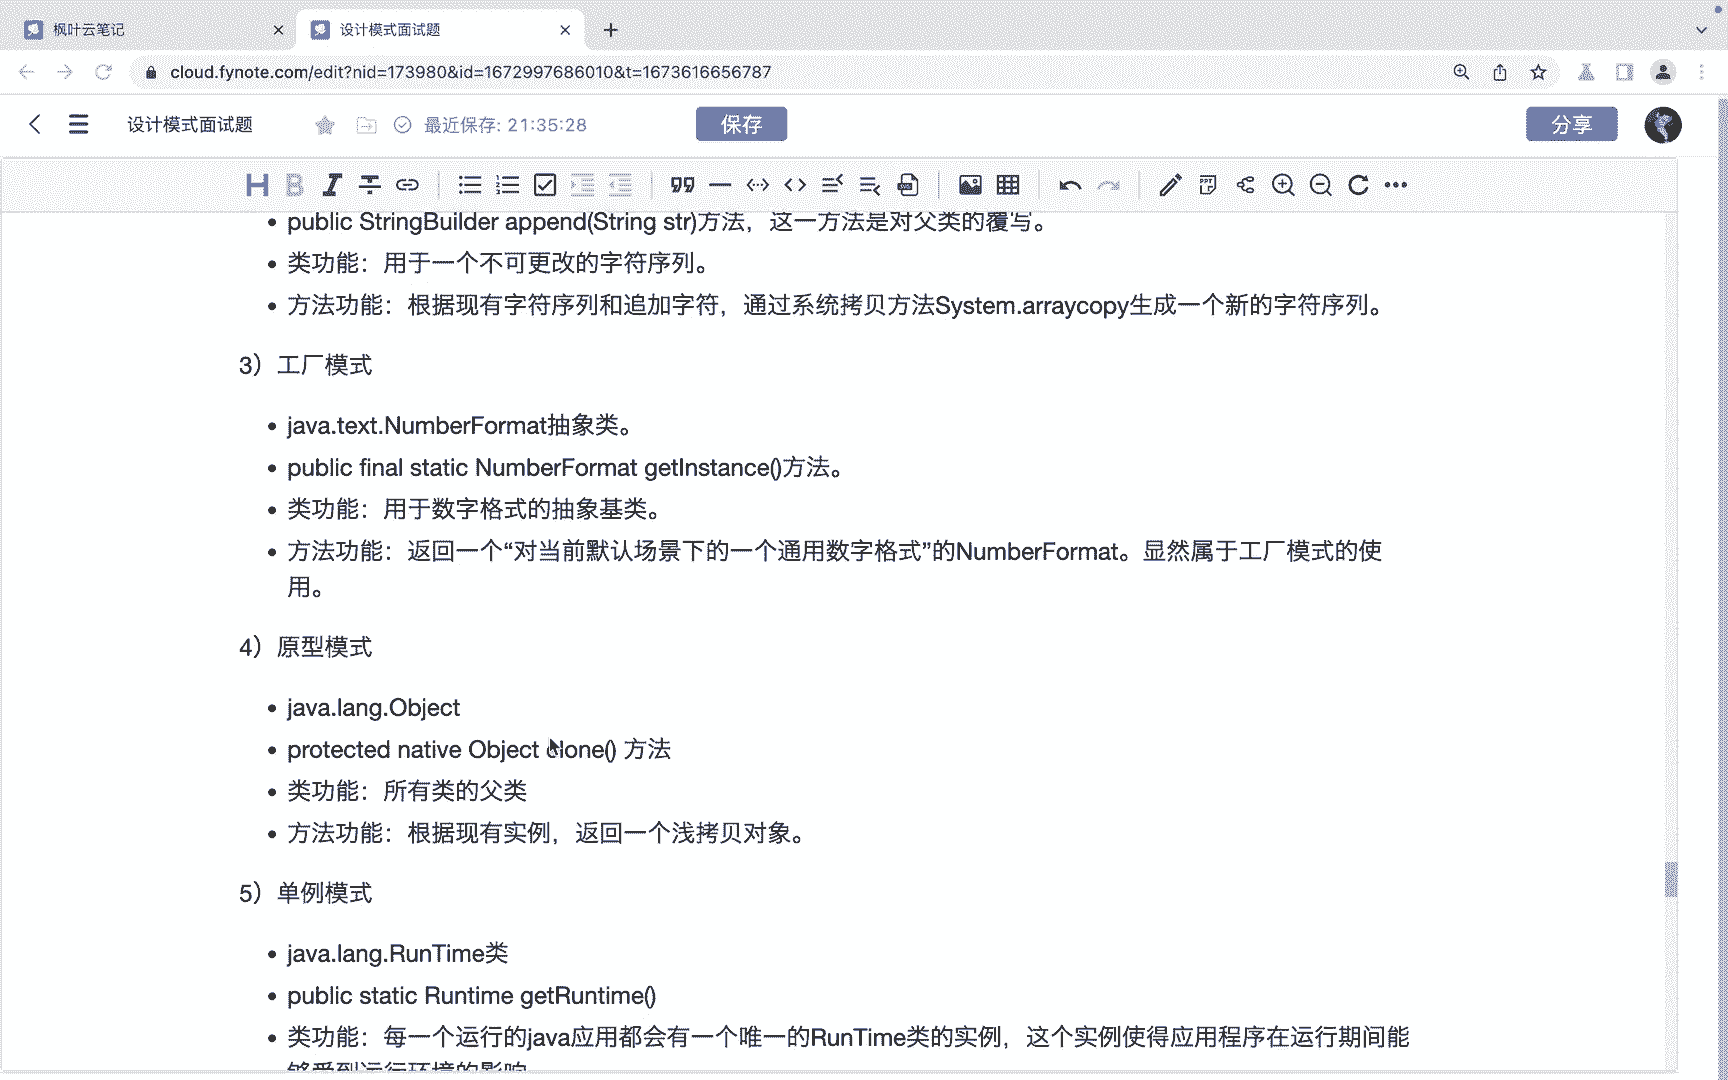 枫叶云笔记
设计模式面试题
cloud.fynote.com/edit?nid=173980&id=1672997686010&t=1673616656787
设计模式面试题
最近保存: 21:35:28
保存
分享
public StringBuilder append(String str)方法，这一方法是对父类的覆写。
类功能：用于一个不可更改的字符序列。
方法功能：根据现有字符序列和追加字符，通过系统拷贝方法System.arraycopy生成一个新的字符序列。
3）工厂模式
java.text.NumberFormat抽象类。
public final static NumberFormat getInstance()方法。
类功能：用于数字格式的抽象基类。
方法功能：返回一个“对当前默认场景下的一个通用数字格式”的NumberFormat。显然属于工厂模式的使
用。
4）原型模式
java.lang.Object
protected native Object clone() 方法
类功能：所有类的父类
方法功能：根据现有实例，返回一个浅拷贝对象。
5）单例模式
java.lang.RunTime类
public static Runtime getRuntime()
类功能：每一个运行的java应用都会有一个唯一的RunTime类的实例，这个实例使得应用程序在运行期间能
够受到运行环境的影响